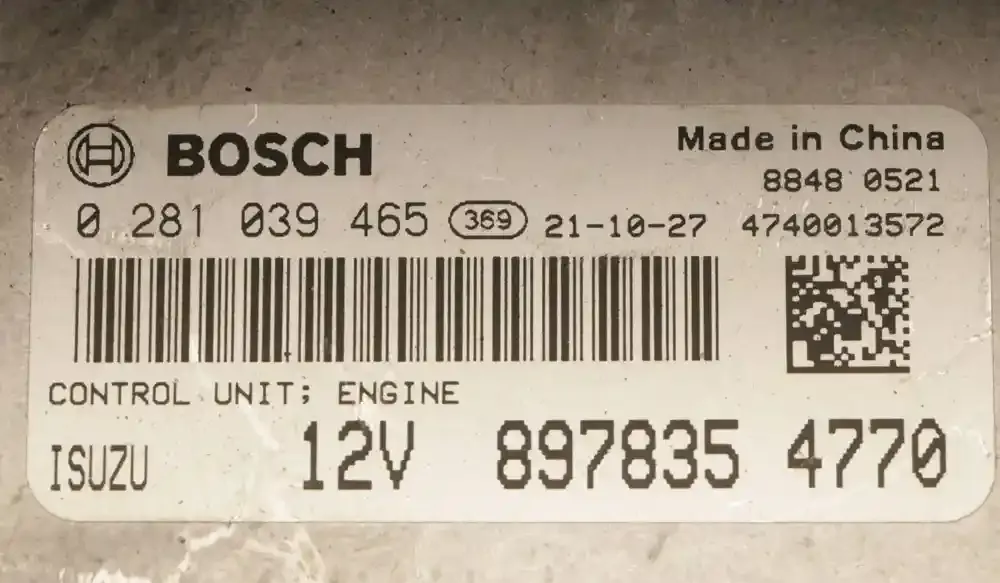 BOSCH Made in China
8848 0521
0 281 039 465 369 21-10-27 4740013572
CONTROL UNIT; ENGINE
ISUZU 12V 897835 4770